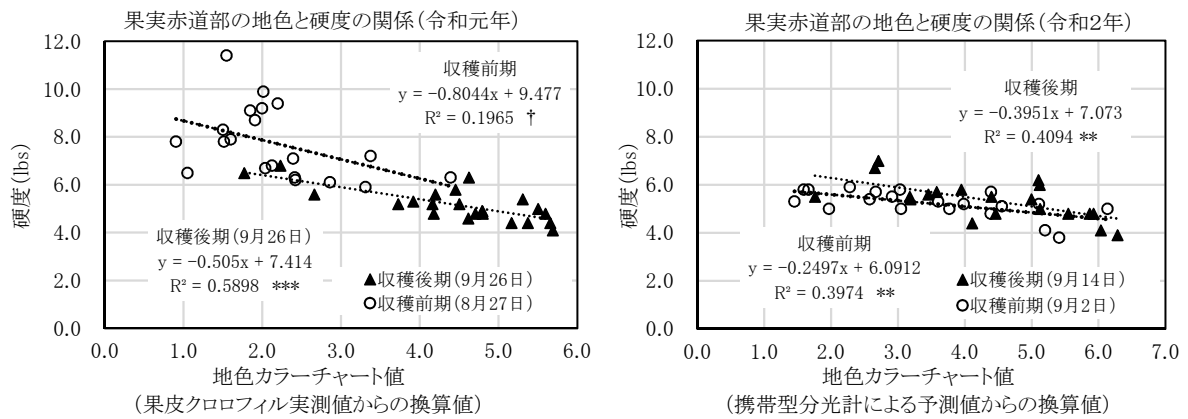 果実赤道部の地色と硬度の関係(令和元年)
12.0
10.0
8.0
6.0
4.0
2.0
0.0
硬度(lbs)
収穫前期
y = -0.8044x + 9.477
R² = 0.1965 †
収穫後期(9月26日)
y = -0.505x + 7.414
R² = 0.5898 ***
▲収穫後期(9月26日)
○収穫前期(8月27日)
0.0 1.0 2.0 3.0 4.0 5.0 6.0
地色カラーチャート値
(果皮クロロフィル実測値からの換算値)
果実赤道部の地色と硬度の関係(令和2年)
12.0
10.0
8.0
6.0
4.0
2.0
0.0
硬度(lbs)
収穫後期
y = -0.3951x + 7.073
R² = 0.4094 **
収穫前期
y = -0.2497x + 6.0912
R² = 0.3974 **
▲収穫後期(9月14日)
○収穫前期(9月2日)
0.0 1.0 2.0 3.0 4.0 5.0 6.0 7.0
地色カラーチャート値
(携帯型分光計による予測値からの換算値)